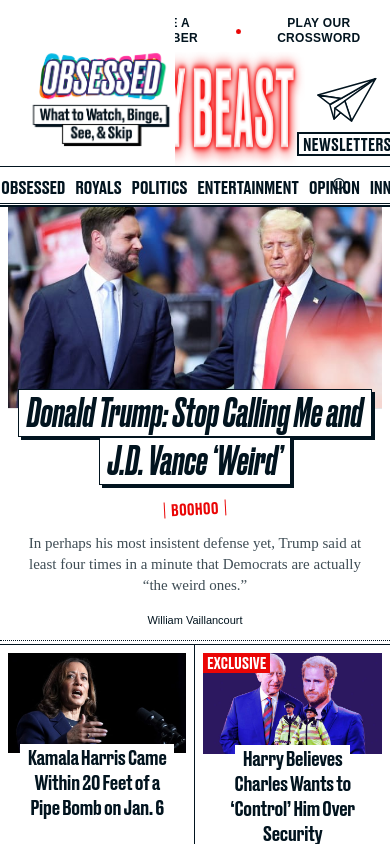 E A
BER
PLAY OUR
CROSSWORD
OBSESSED
What to Watch, Binge,
See, & Skip
Y BEAST
NEWSLETTERS
OBSESSED ROYALS POLITICS ENTERTAINMENT OPINION INN
Donald Trump: Stop Calling Me and
J.D. Vance ‘Weird’
BOOHOO
In perhaps his most insistent defense yet, Trump said at
least four times in a minute that Democrats are actually
“the weird ones.”
William Vaillancourt
Kamala Harris Came
Within 20 Feet of a
Pipe Bomb on Jan. 6
EXCLUSIVE
Harry Believes
Charles Wants to
‘Control’ Him Over
Security